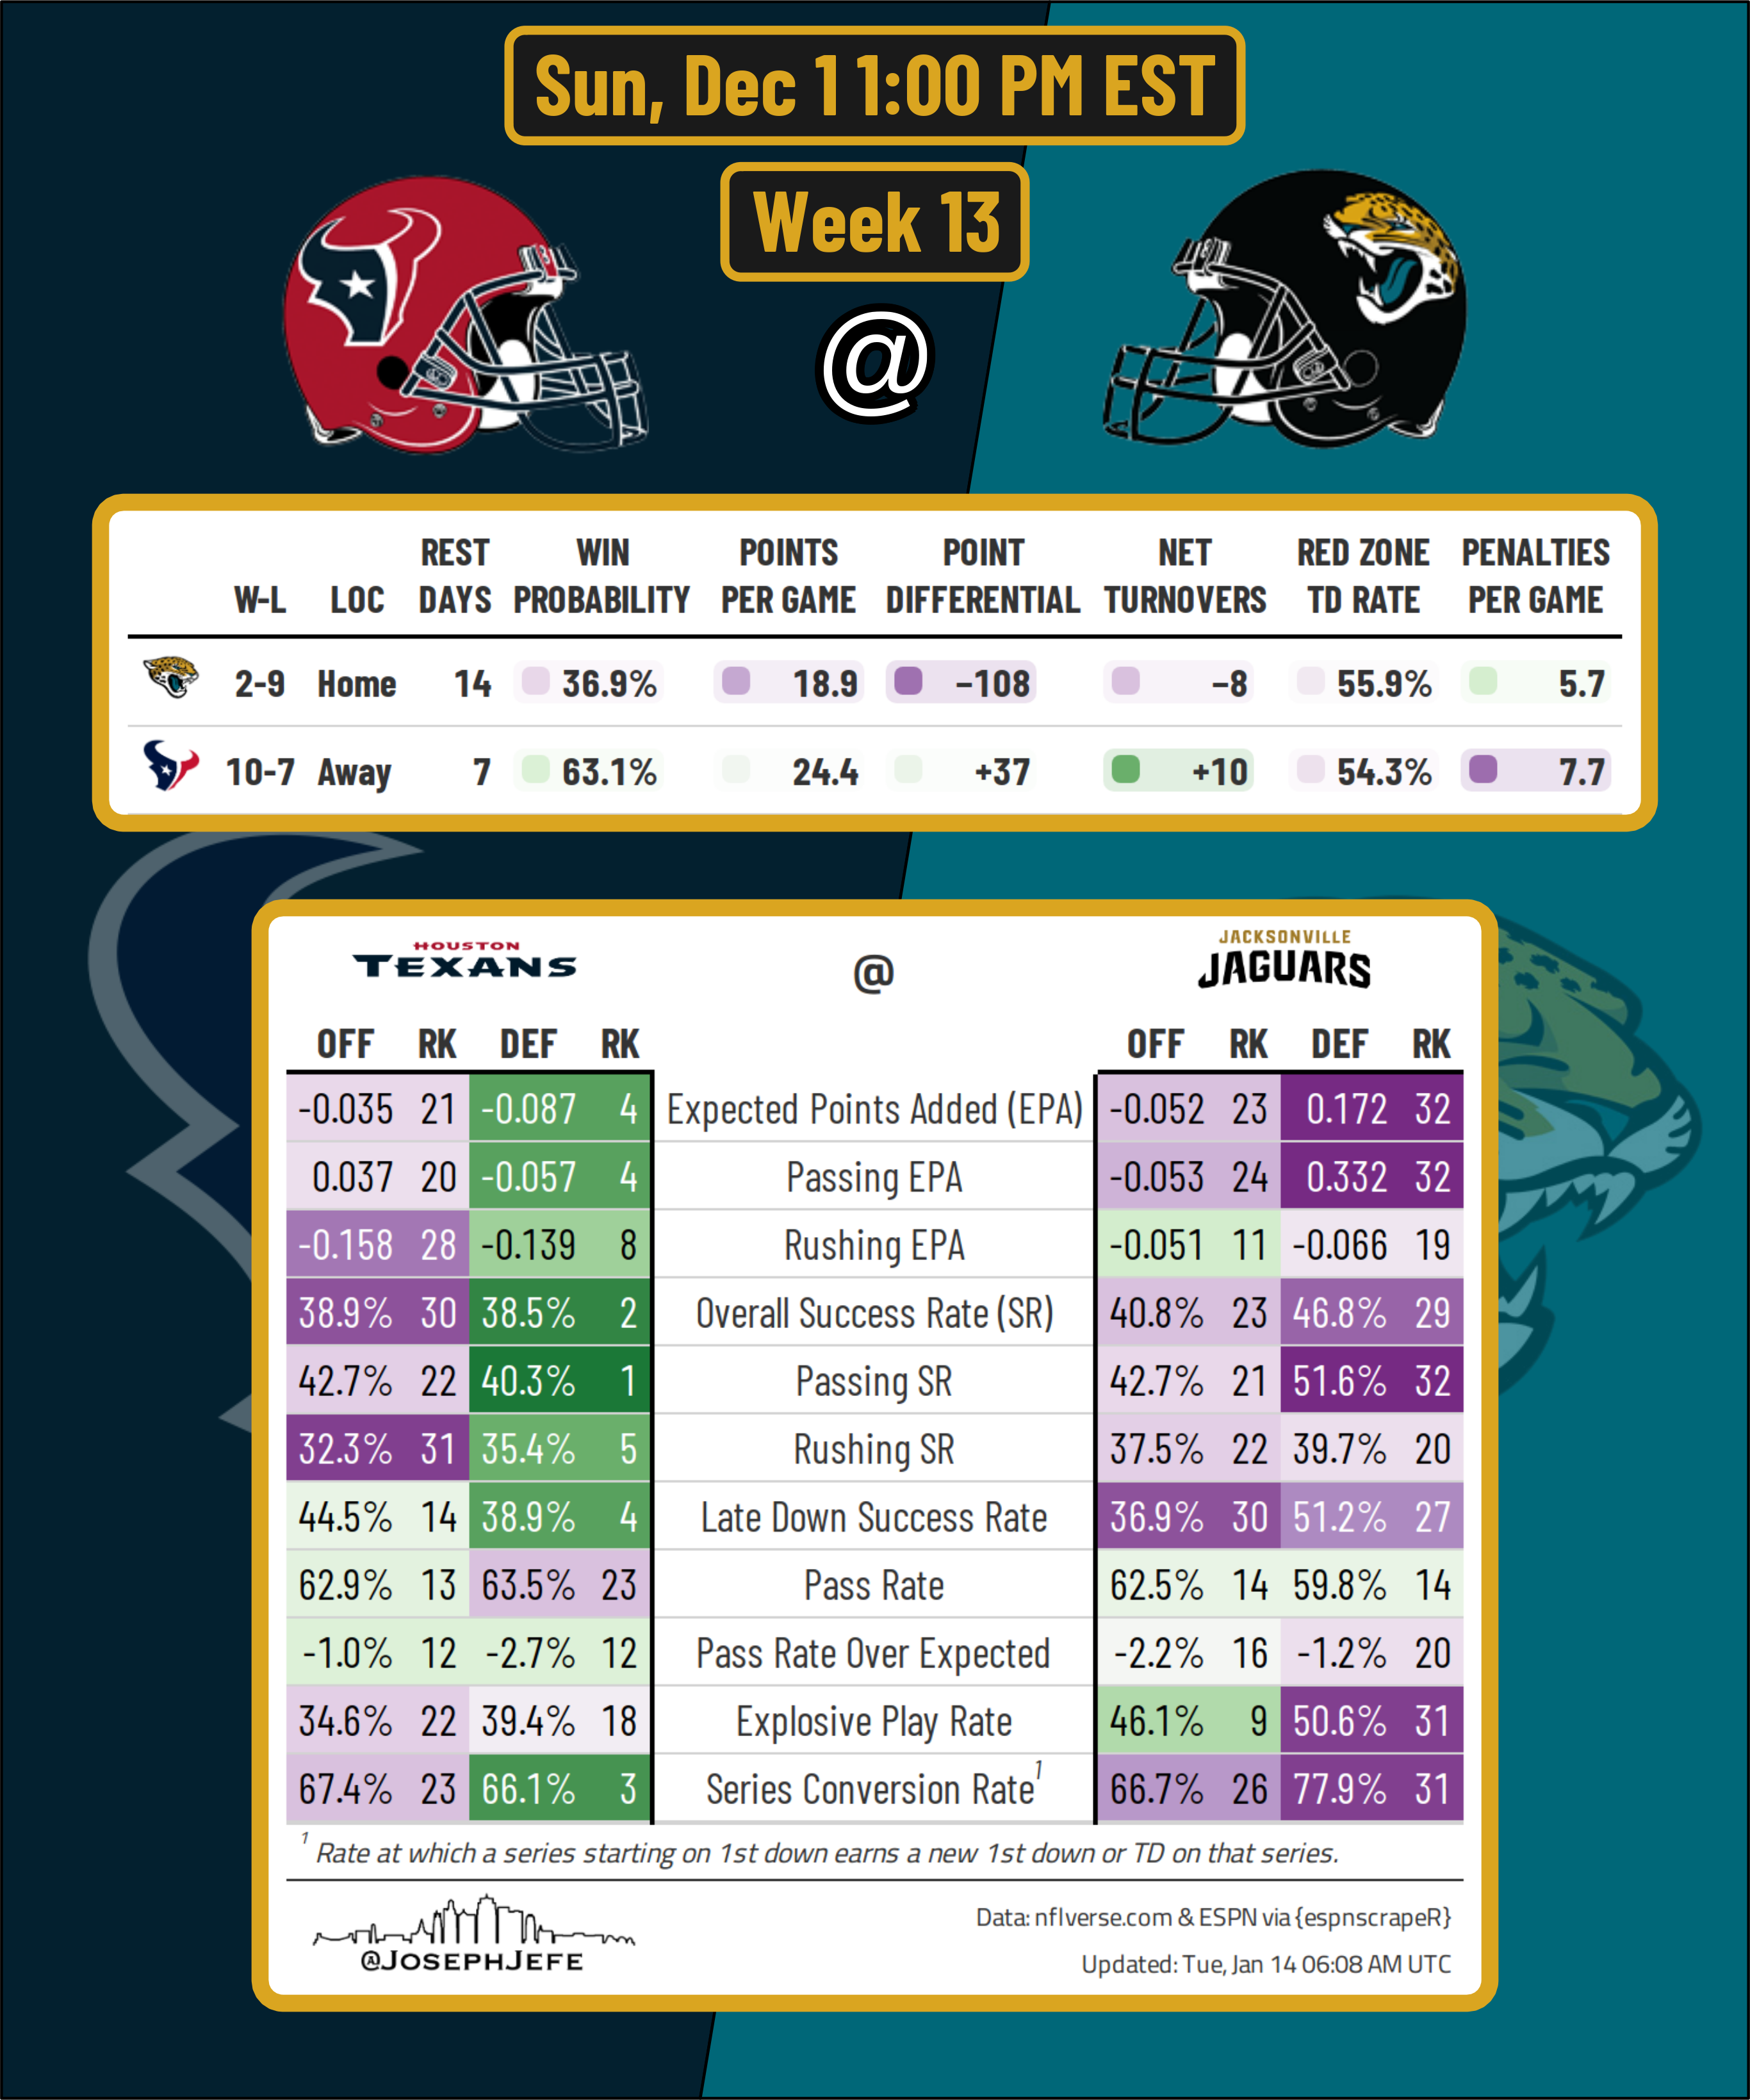 Sun, Dec 1 1:00 PM EST
Week 13
@
W-L LOC REST DAYS WIN PROBABILITY POINTS PER GAME POINT DIFFERENTIAL NET TURNOVERS RED ZONE TD RATE PENALTIES PER GAME
2-9 Home 14 36.9% 18.9 −108 −8 55.9% 5.7
10-7 Away 7 63.1% 24.4 +37 +10 54.3% 7.7
HOUSTON TEXANS @ JACKSONVILLE JAGUARS
OFF RK DEF RK OFF RK DEF RK
-0.035 21 -0.087 4 Expected Points Added (EPA) -0.052 23 0.172 32
0.037 20 -0.057 4 Passing EPA -0.053 24 0.332 32
-0.158 28 -0.139 8 Rushing EPA -0.051 11 -0.066 19
38.9% 30 38.5% 2 Overall Success Rate (SR) 40.8% 23 46.8% 29
42.7% 22 40.3% 1 Passing SR 42.7% 21 51.6% 32
32.3% 31 35.4% 5 Rushing SR 37.5% 22 39.7% 20
44.5% 14 38.9% 4 Late Down Success Rate 36.9% 30 51.2% 27
62.9% 13 63.5% 23 Pass Rate 62.5% 14 59.8% 14
-1.0% 12 -2.7% 12 Pass Rate Over Expected -2.2% 16 -1.2% 20
34.6% 22 39.4% 18 Explosive Play Rate 46.1% 9 50.6% 31
67.4% 23 66.1% 3 Series Conversion Rate¹ 66.7% 26 77.9% 31
¹ Rate at which a series starting on 1st down earns a new 1st down or TD on that series.
@JOSEPHJEFE
Data: nflverse.com & ESPN via {espnscrapeR}
Updated: Tue, Jan 14 06:08 AM UTC